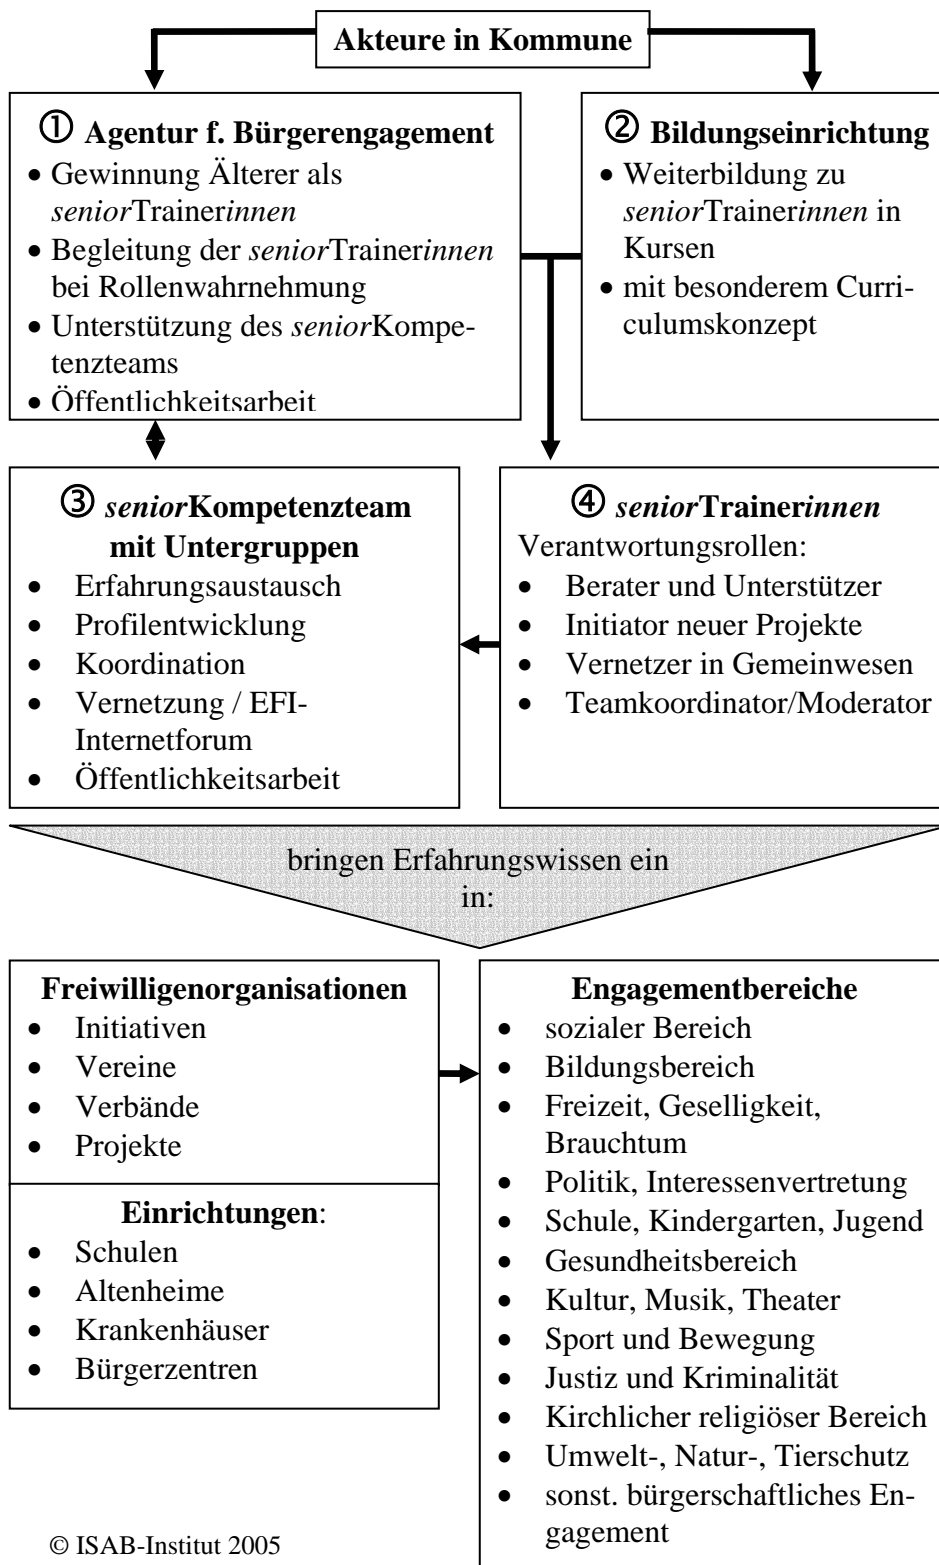 Akteure in Kommune
① Agentur f. Bürgerengagement
• Gewinnung Älterer als
seniorTrainerinnen
• Begleitung der seniorTrainerinnen
bei Rollenwahrnehmung
• Unterstützung des seniorKompe-
tenzteams
• Öffentlichkeitsarbeit
② Bildungseinrichtung
• Weiterbildung zu
seniorTrainerinnen in
Kursen
• mit besonderem Curri-
culumskonzept
③ seniorKompetenzteam
mit Untergruppen
• Erfahrungsaustausch
• Profilentwicklung
• Koordination
• Vernetzung / EFI-
Internetforum
• Öffentlichkeitsarbeit
④ seniorTrainerinnen
Verantwortungsrollen:
• Berater und Unterstützer
• Initiator neuer Projekte
• Vernetzer in Gemeinwesen
• Teamkoordinator/Moderator
bringen Erfahrungswissen ein
in:
Freiwilligenorganisationen
• Initiativen
• Vereine
• Verbände
• Projekte
Einrichtungen:
• Schulen
• Altenheime
• Krankenhäuser
• Bürgerzentren
Engagementbereiche
• sozialer Bereich
• Bildungsbereich
• Freizeit, Geselligkeit,
Brauchtum
• Politik, Interessenvertretung
• Schule, Kindergarten, Jugend
• Gesundheitsbereich
• Kultur, Musik, Theater
• Sport und Bewegung
• Justiz und Kriminalität
• Kirchlicher religiöser Bereich
• Umwelt-, Natur-, Tierschutz
• sonst. bürgerschaftliches En-
gagement
© ISAB-Institut 2005